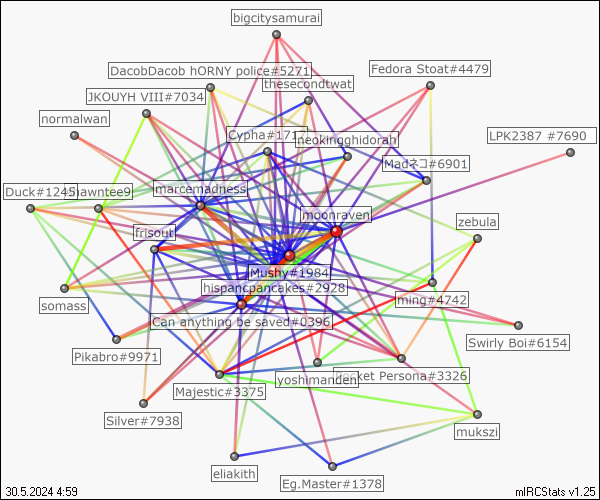 bigcitysamurai
DacobDacob hORNY police#5271
Fedora Stoat#4479
thesecondtwat
JKOUYH VIII#7034
normalwan
Cypha#171
neokingghidorah
LPK2387 #7690
Madネコ#6901
Duck#1245
hawntee9
marcemadness
moonraven
zebula
frisout
Mushy#1984
hispancpancakes#2928
somass
ming#4742
Can anything be saved#0396
Swirly Boi#6154
Pikabro#9971
yoshimanden
Persona#3326
Majestic#3375
Silver#7938
mukszi
eliakith
Eg.Master#1378
30.5.2024 4:59
mIRCStats v1.25